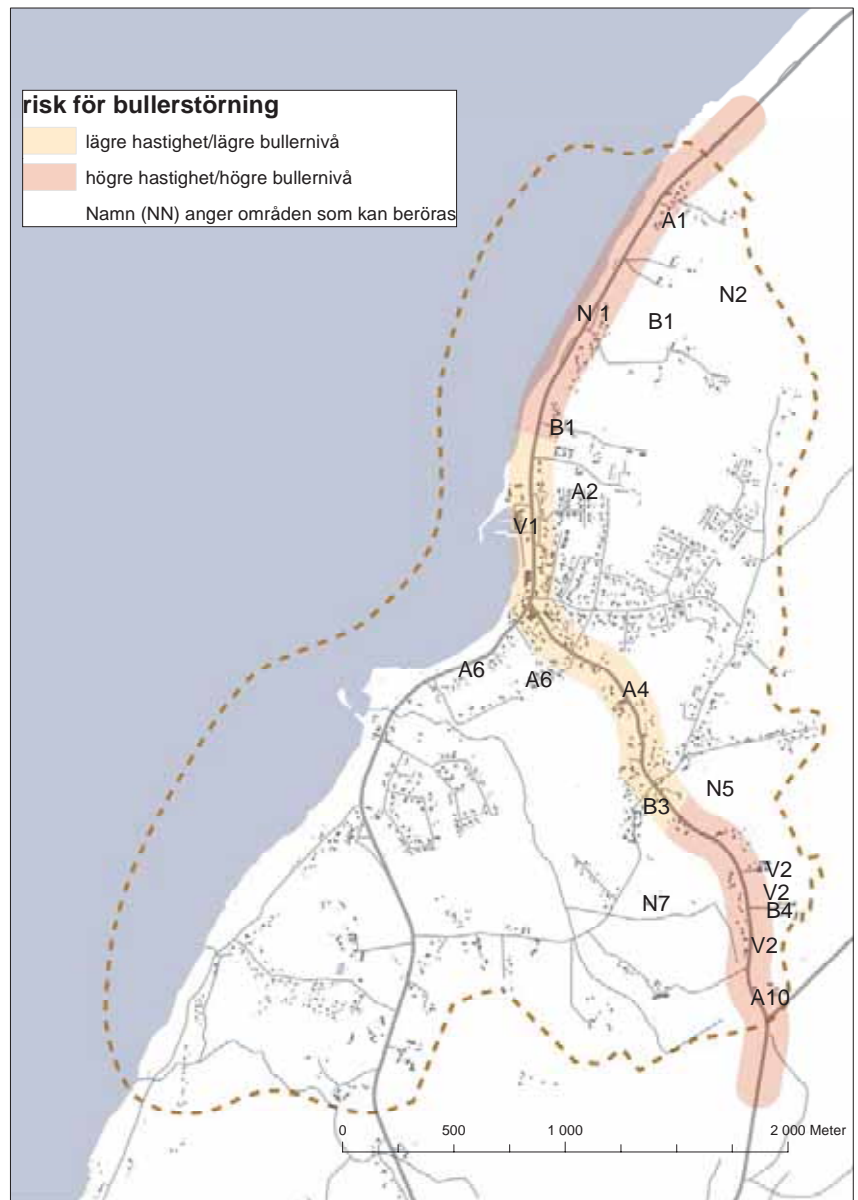 risk för bullerstörning
lägre hastighet/lägre bullernivå
högre hastighet/högre bullernivå
Namn (NN) anger områden som kan beröras
A1
N2
N 1
B1
B1
A2
V1
A6
A6
A4
N5
B3
V2
V2
N7
B4
V2
A10
0 500 1 000 2 000 Meter